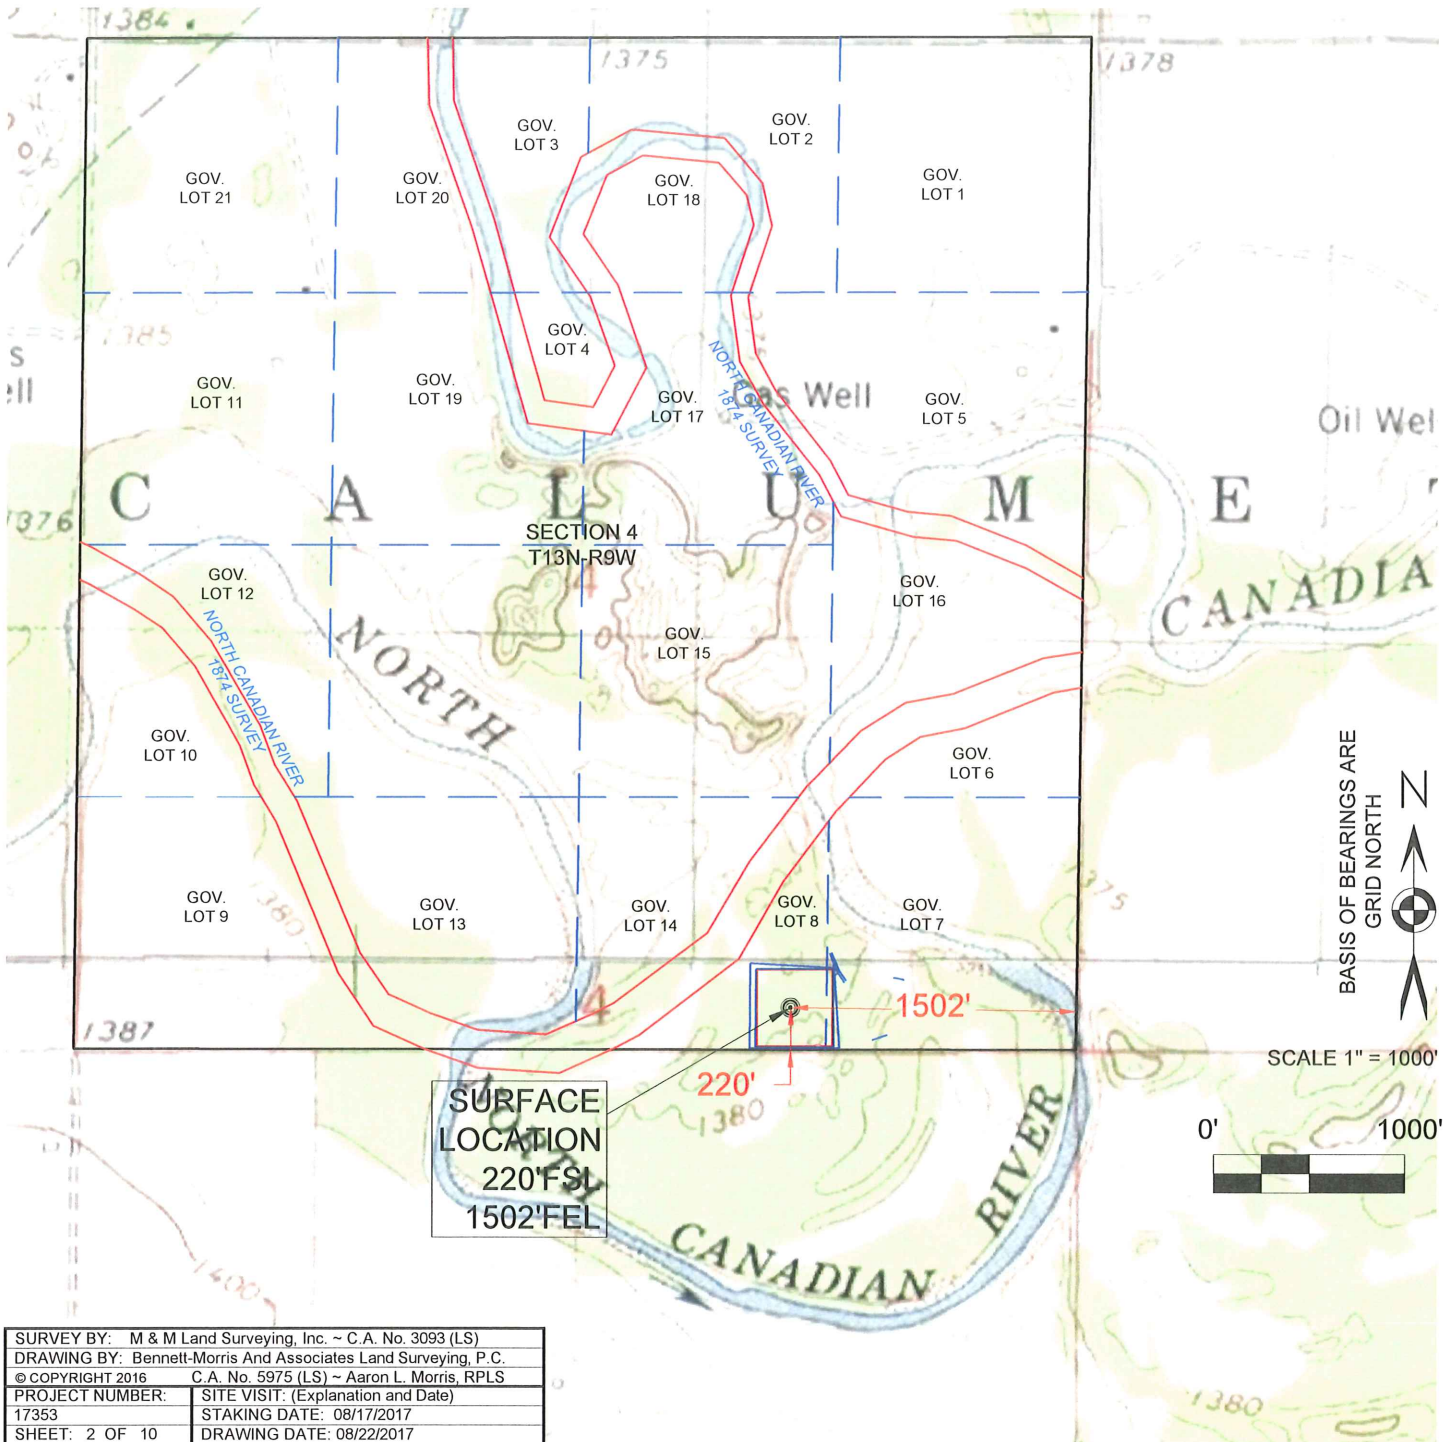 1384
1375
1378
GOV.
LOT 3
GOV.
LOT 2
GOV.
LOT 21
GOV.
LOT 20
GOV.
LOT 18
GOV.
LOT 1
1385
GOV.
LOT 4
s
ell
GOV.
LOT 11
GOV.
LOT 19
GOV.
LOT 17
NORTH CANADIAN RIVER
1874 SURVEY
Gas Well
GOV.
LOT 5
Oil Wel
C A L U M E T
1376
SECTION 4
T13N-R9W
4
GOV.
LOT 12
GOV.
LOT 16
CANADIA
NORTH CANADIAN RIVER
1874 SURVEY
NORTH
GOV.
LOT 15
GOV.
LOT 10
GOV.
LOT 6
BASIS OF BEARINGS ARE
GRID NORTH
N
GOV.
LOT 9
1380
GOV.
LOT 13
GOV.
LOT 14
GOV.
LOT 8
GOV.
LOT 7
1375
1387
4
1502'
220'
1380
SCALE 1" = 1000'
0' 1000'
SURFACE
LOCATION
220'FSL
1502'FEL
NORTH
CANADIAN
RIVER
1400
1380
SURVEY BY: M & M Land Surveying, Inc. ~ C.A. No. 3093 (LS)
DRAWING BY: Bennett-Morris And Associates Land Surveying, P.C.
© COPYRIGHT 2016 C.A. No. 5975 (LS) ~ Aaron L. Morris, RPLS
PROJECT NUMBER: SITE VISIT: (Explanation and Date)
17353 STAKING DATE: 08/17/2017
SHEET: 2 OF 10 DRAWING DATE: 08/22/2017